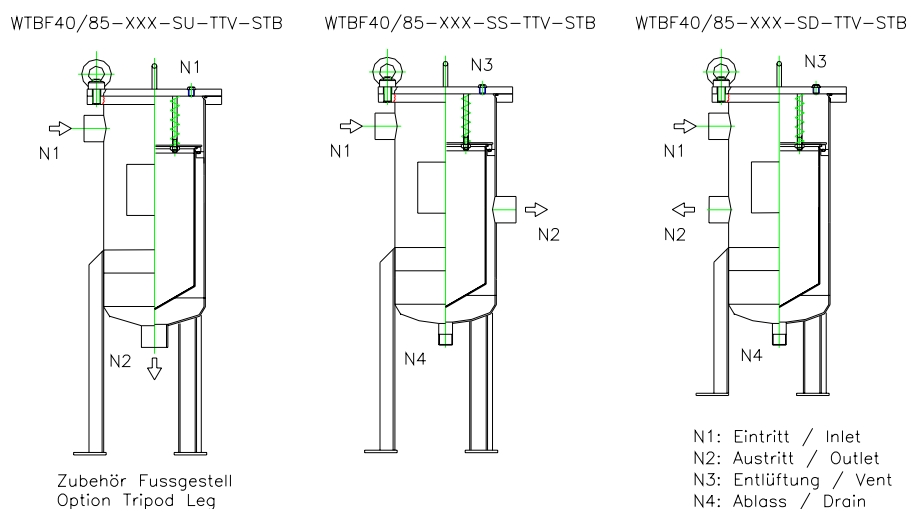 WTBF40/85-XXX-SU-TTV-STB
WTBF40/85-XXX-SS-TTV-STB
WTBF40/85-XXX-SD-TTV-STB
N1
N1
N2
Zubehör Fussgestell
Option Tripod Leg
N3
N1
N2
N4
N3
N1
N2
N4
N1: Eintritt / Inlet
N2: Austritt / Outlet
N3: Entlüftung / Vent
N4: Ablass / Drain